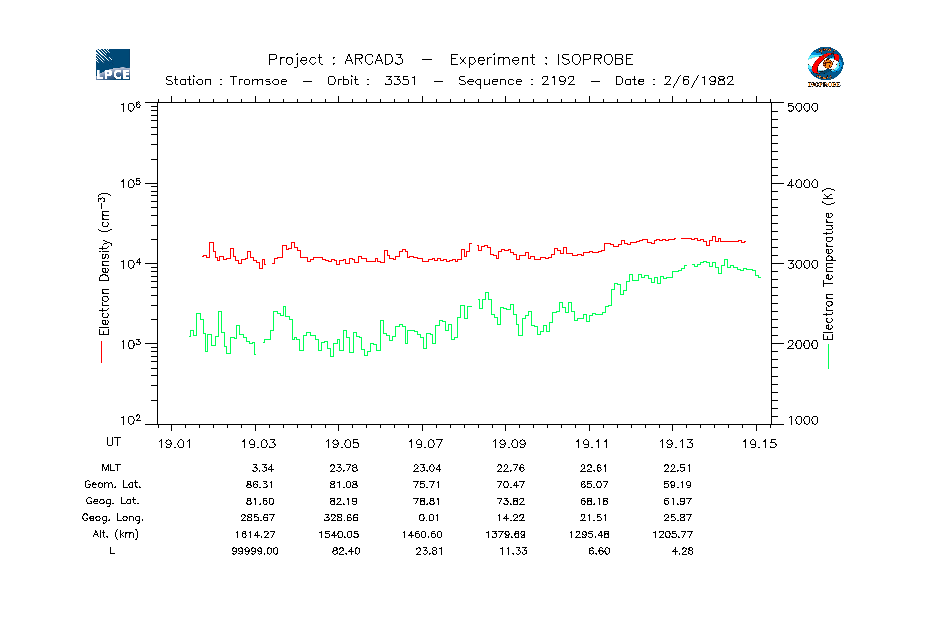 LPCE
Project : ARCAD3 — Experiment : ISOPROBE
ISOPROBE
Station : Tromsoe — Orbit : 3351 — Sequence : 2192 — Date : 2/6/1982
10⁶ 5000
10⁵ 4000
10⁴ 3000
10³ 2000
10² 1000
Electron Density (cm⁻³)
Electron Temperature (K)
UT 19.01 19.03 19.05 19.07 19.09 19.11 19.13 19.15
MLT 3.34 23.78 23.04 22.76 22.61 22.51
Geom. Lat. 86.31 81.08 75.71 70.47 65.07 59.19
Geog. Lat. 81.60 82.19 78.81 73.82 68.16 61.97
Geog. Long. 285.67 328.66 0.01 14.22 21.51 25.87
Alt. (km) 1614.27 1540.05 1460.60 1379.69 1295.48 1205.77
L 99999.00 82.40 23.81 11.33 6.60 4.28